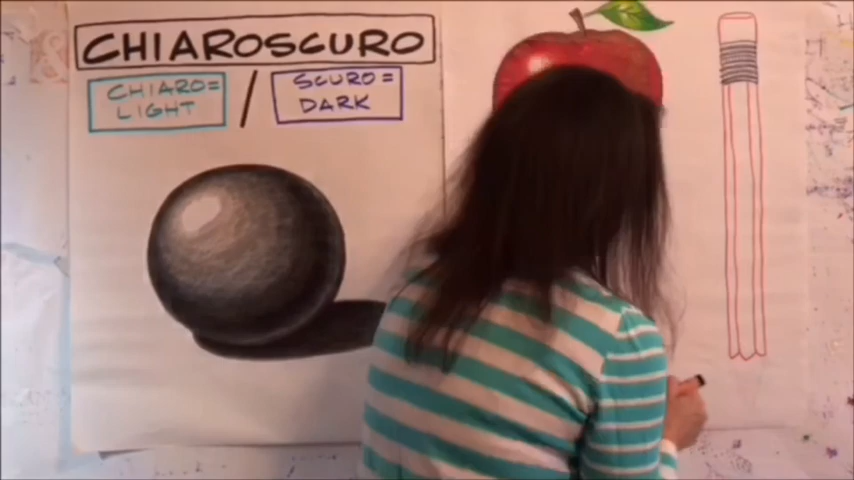 CHIAROSCURO
CHIARO=
LIGHT
/
SCURO=
DARK